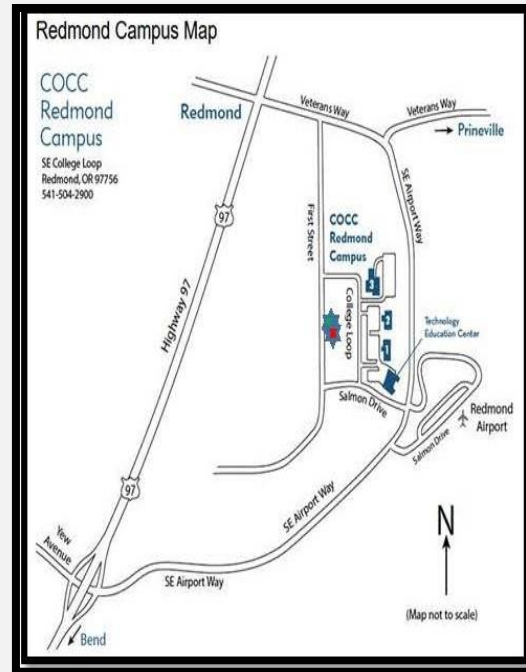 Redmond Campus Map
COCC
Redmond
Campus
SE College Loop
Redmond, OR 97756
541-504-2900
Redmond
Veterans Way
Veterans Way
Prineville
97
Highway 97
First Street
SE Airport Way
COCC
Redmond
Campus
3
College Loop
2
1
Technology
Education Center
Salmon Drive
Redmond
Airport
Salmon Drive
97
SE Airport Way
Yew
Avenue
SE Airport Way
Bend
N
(Map not to scale)